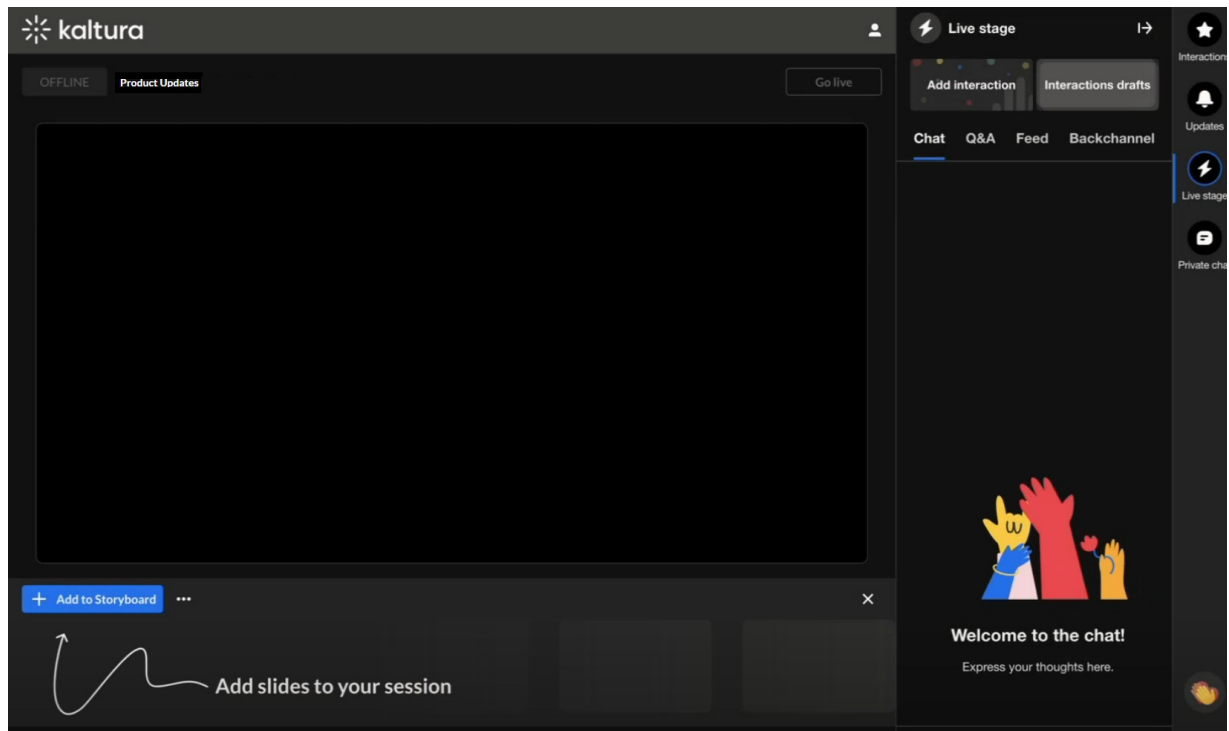 kaltura
OFFLINE
Product Updates
Go live
Add to Storyboard
Add slides to your session
Live stage
Add interaction
Interactions drafts
Chat
Q&A
Feed
Backchannel
Welcome to the chat!
Express your thoughts here.
Interactions
Updates
Live stage
Private cha